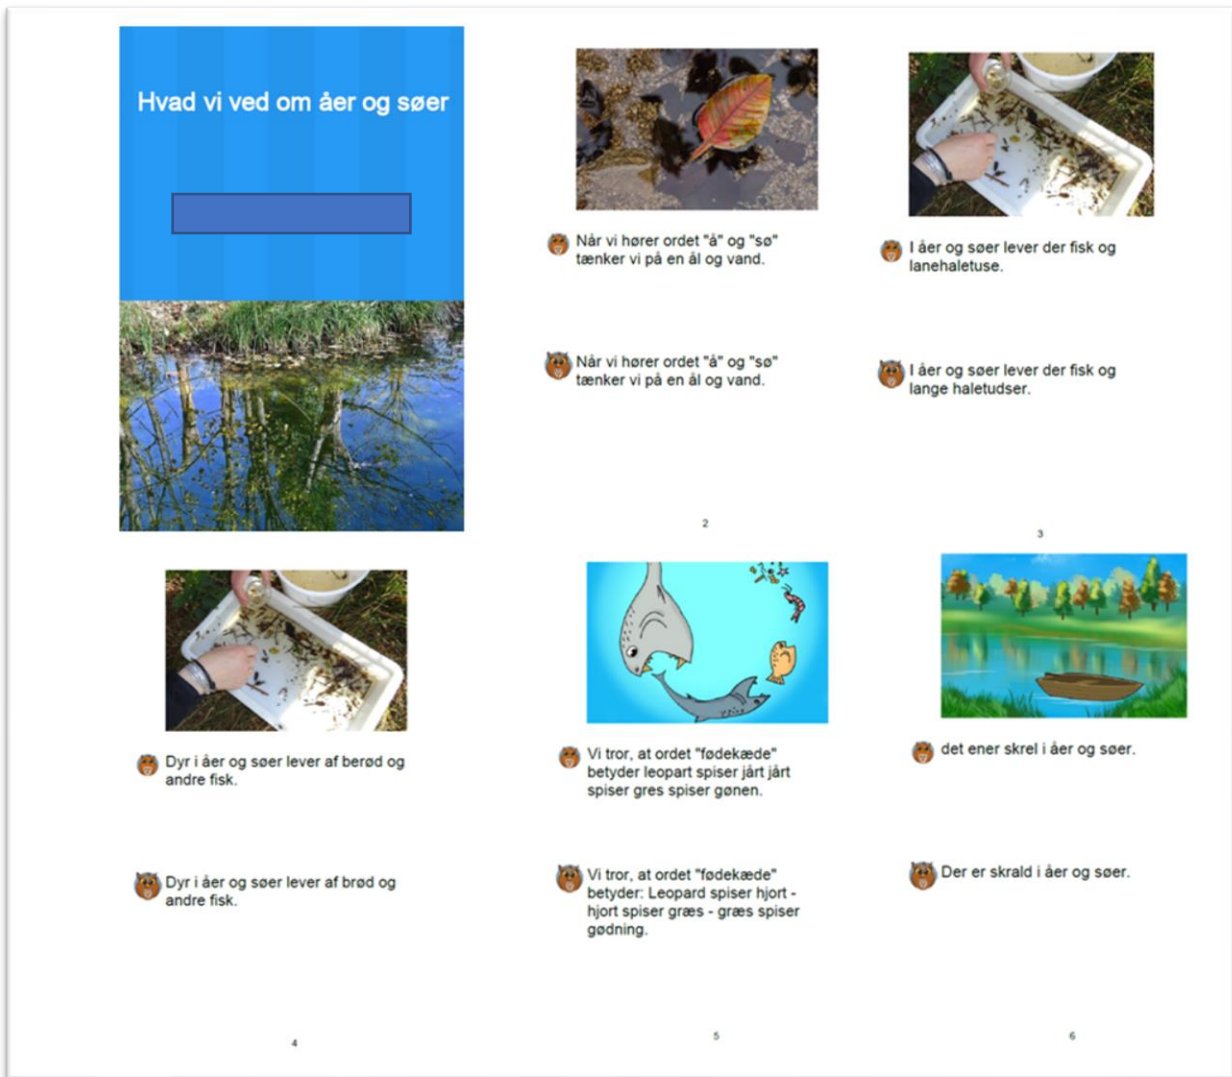 Hvad vi ved om åer og søer
Når vi hører ordet "å" og "sø"
tænker vi på en ål og vand.
Når vi hører ordet "å" og "sø"
tænker vi på en ål og vand.
2
I åer og søer lever der fisk og
lanehaletuse.
I åer og søer lever der fisk og
lange haletudser.
3
Dyr i åer og søer lever af berød og
andre fisk.
Dyr i åer og søer lever af brød og
andre fisk.
4
Vi tror, at ordet "fødekæde"
betyder leopart spiser jårt jårt
spiser gres spiser gønen.
Vi tror, at ordet "fødekæde"
betyder: Leopard spiser hjort -
hjort spiser græs - græs spiser
gødning.
5
det ener skrel i åer og søer.
Der er skrald i åer og søer.
6